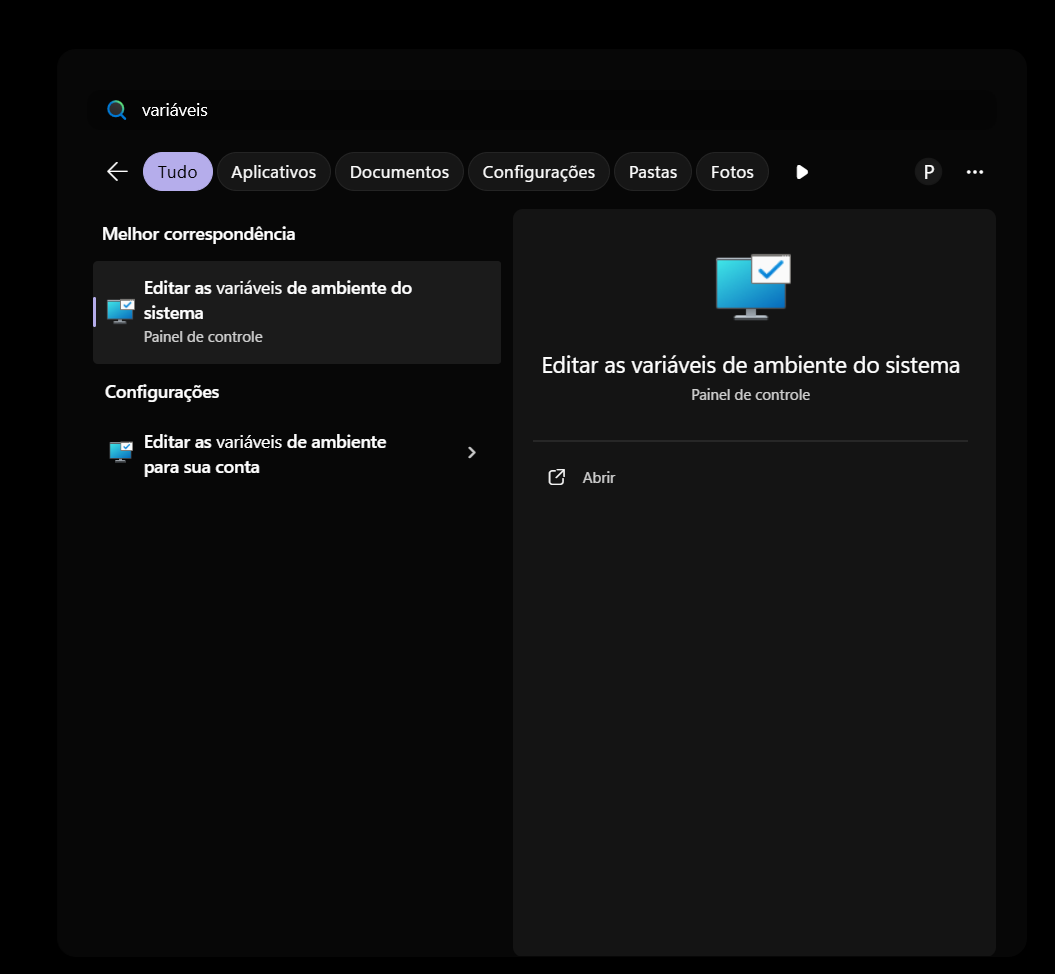 variáveis
Tudo
Aplicativos
Documentos
Configurações
Pastas
Fotos
P
Melhor correspondência
Editar as variáveis de ambiente do
sistema
Painel de controle
Configurações
Editar as variáveis de ambiente
para sua conta
Editar as variáveis de ambiente do sistema
Painel de controle
Abrir